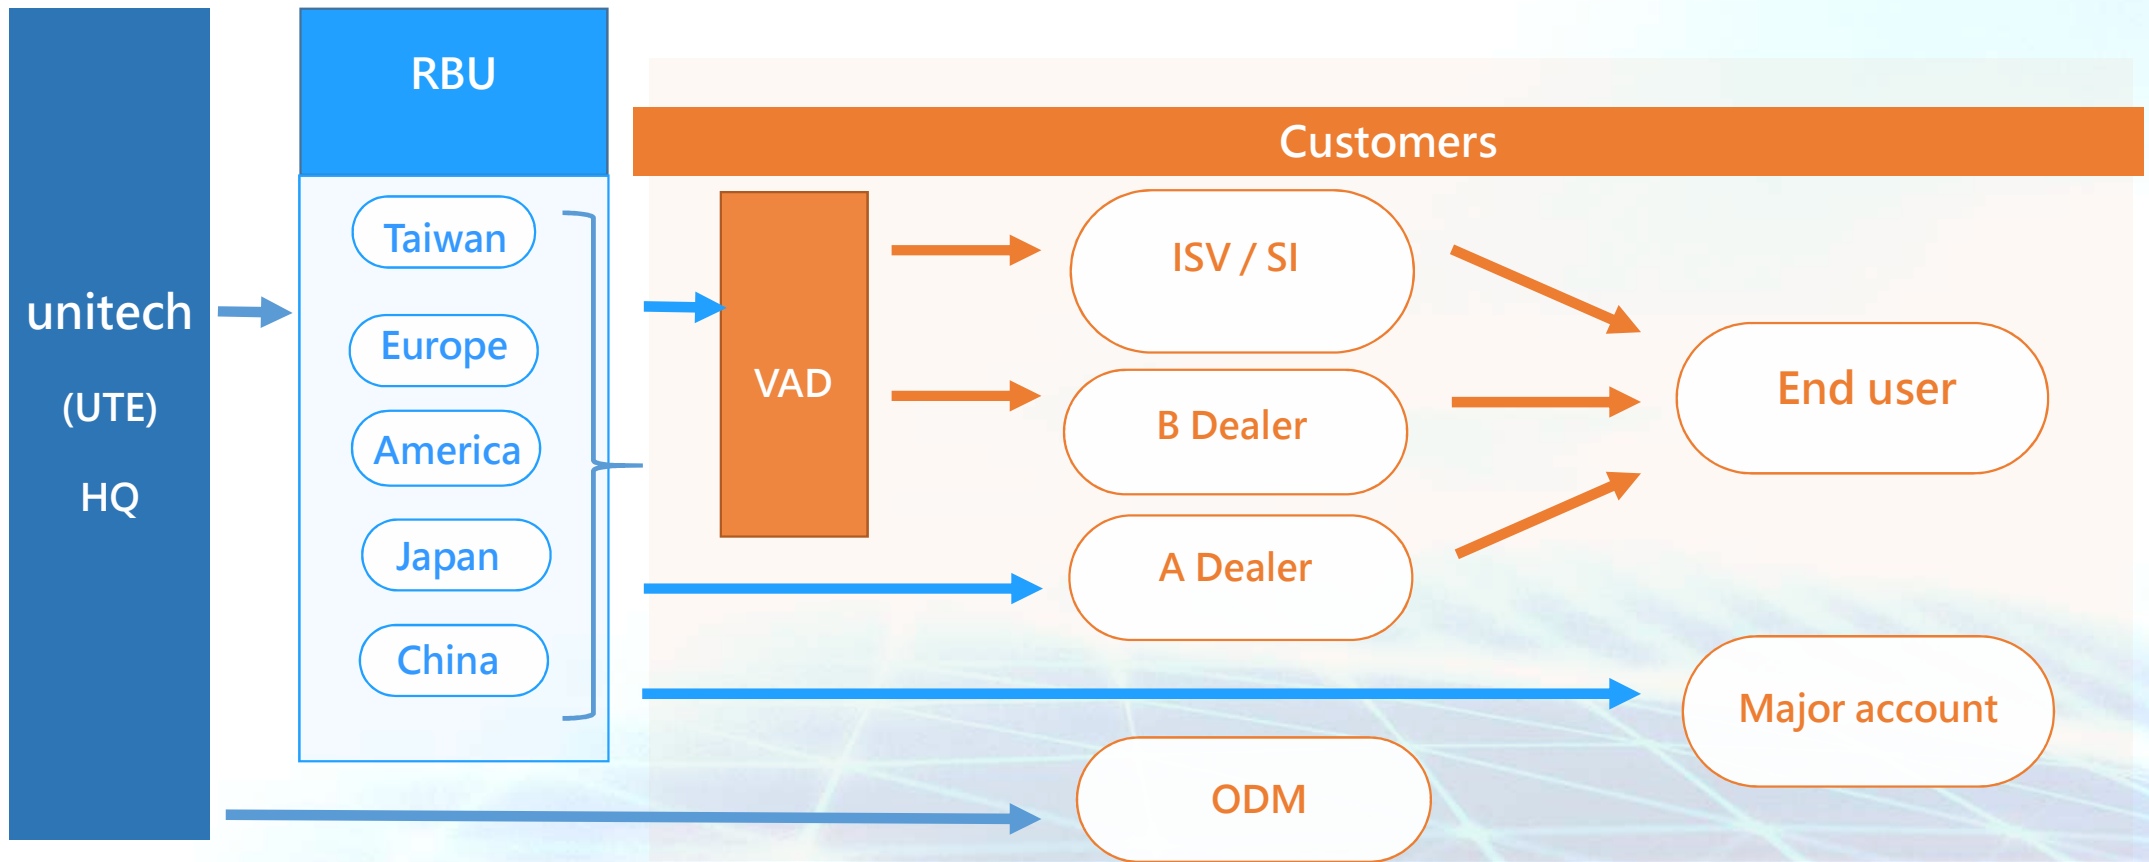 unitech
(UTE)
HQ
RBU
Taiwan
Europe
America
Japan
China
Customers
VAD
ISV / SI
B Dealer
A Dealer
ODM
End user
Major account